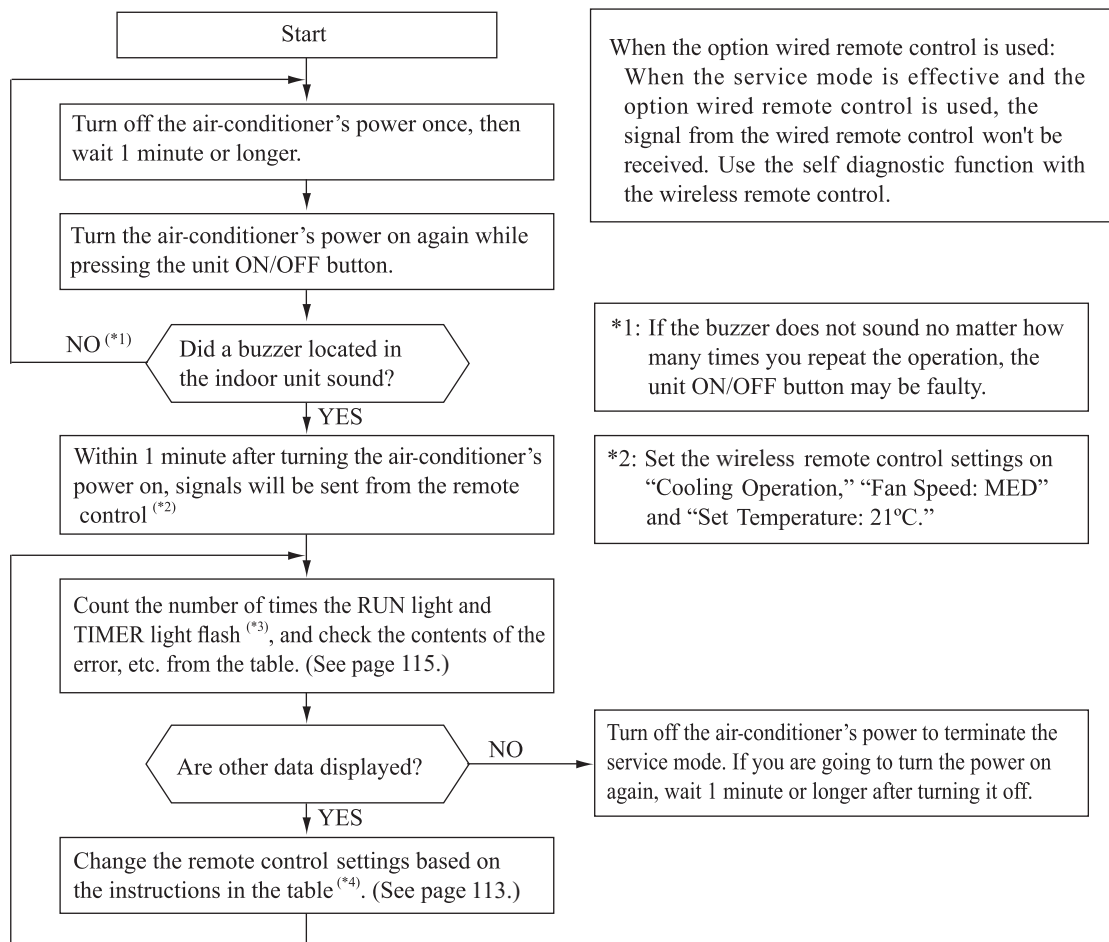 Start
Turn off the air-conditioner’s power once, then
wait 1 minute or longer.
Turn the air-conditioner’s power on again while
pressing the unit ON/OFF button.
NO (*1)
Did a buzzer located in
the indoor unit sound?
YES
Within 1 minute after turning the air-conditioner’s
power on, signals will be sent from the remote
control (*2)
Count the number of times the RUN light and
TIMER light flash (*3), and check the contents of the
error, etc. from the table. (See page 115.)
Are other data displayed?
NO
Turn off the air-conditioner’s power to terminate the
service mode. If you are going to turn the power on
again, wait 1 minute or longer after turning it off.
YES
Change the remote control settings based on
the instructions in the table (*4). (See page 113.)
When the option wired remote control is used:
When the service mode is effective and the
option wired remote control is used, the
signal from the wired remote control won't be
received. Use the self diagnostic function with
the wireless remote control.
*1: If the buzzer does not sound no matter how
many times you repeat the operation, the
unit ON/OFF button may be faulty.
*2: Set the wireless remote control settings on
“Cooling Operation,” “Fan Speed: MED”
and “Set Temperature: 21ºC.”